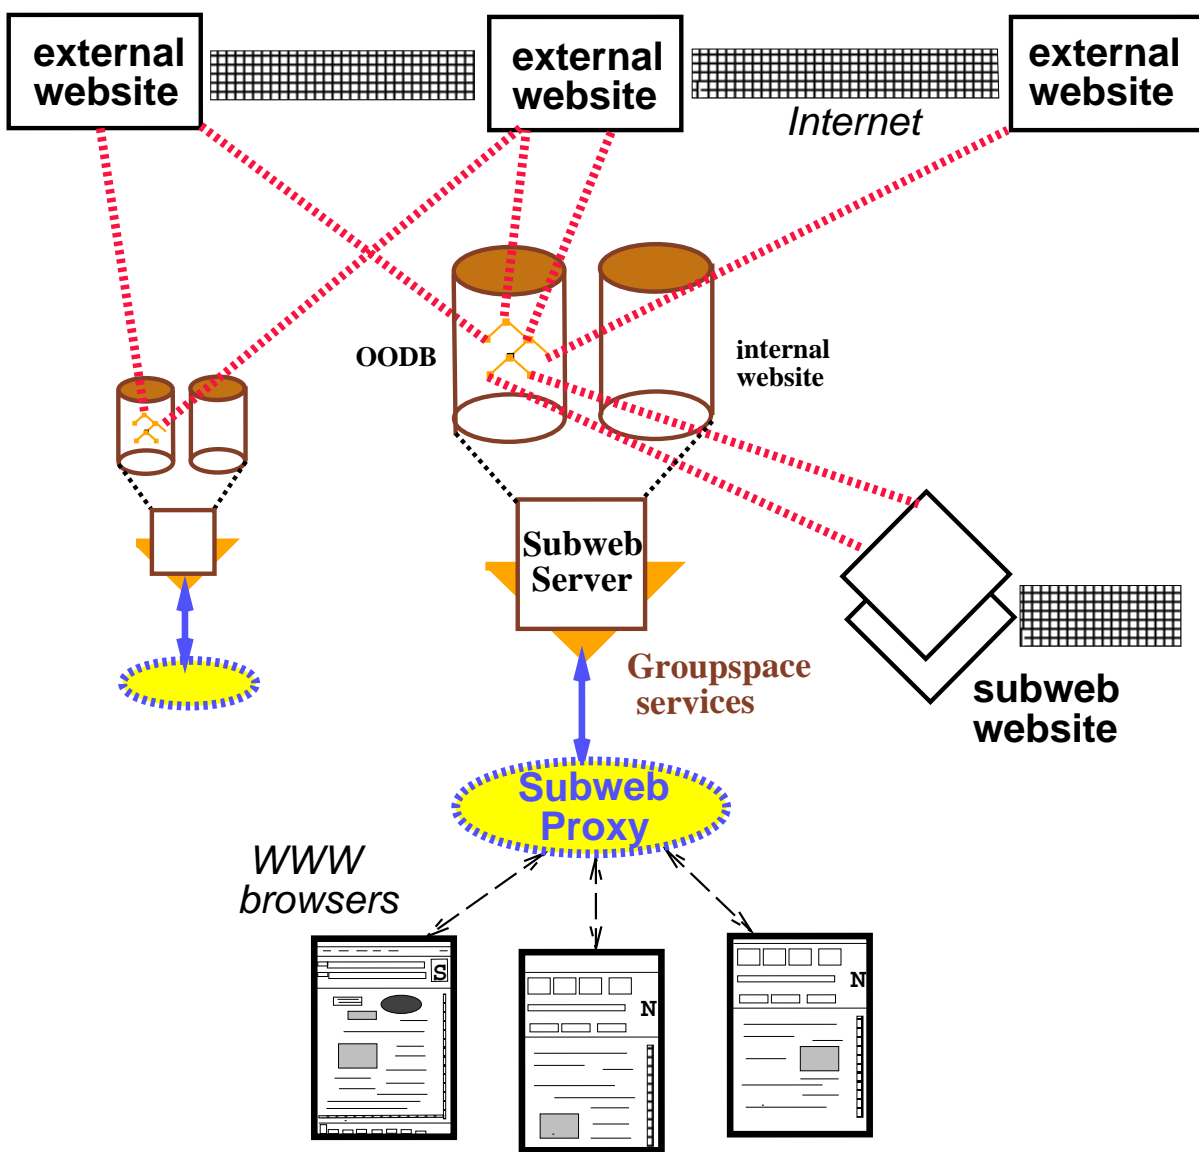 external
website
external
website
external
website
Internet
OODB
internal
website
Subweb
Server
Groupspace
services
subweb
website
Subweb
Proxy
WWW
browsers
S
N
N